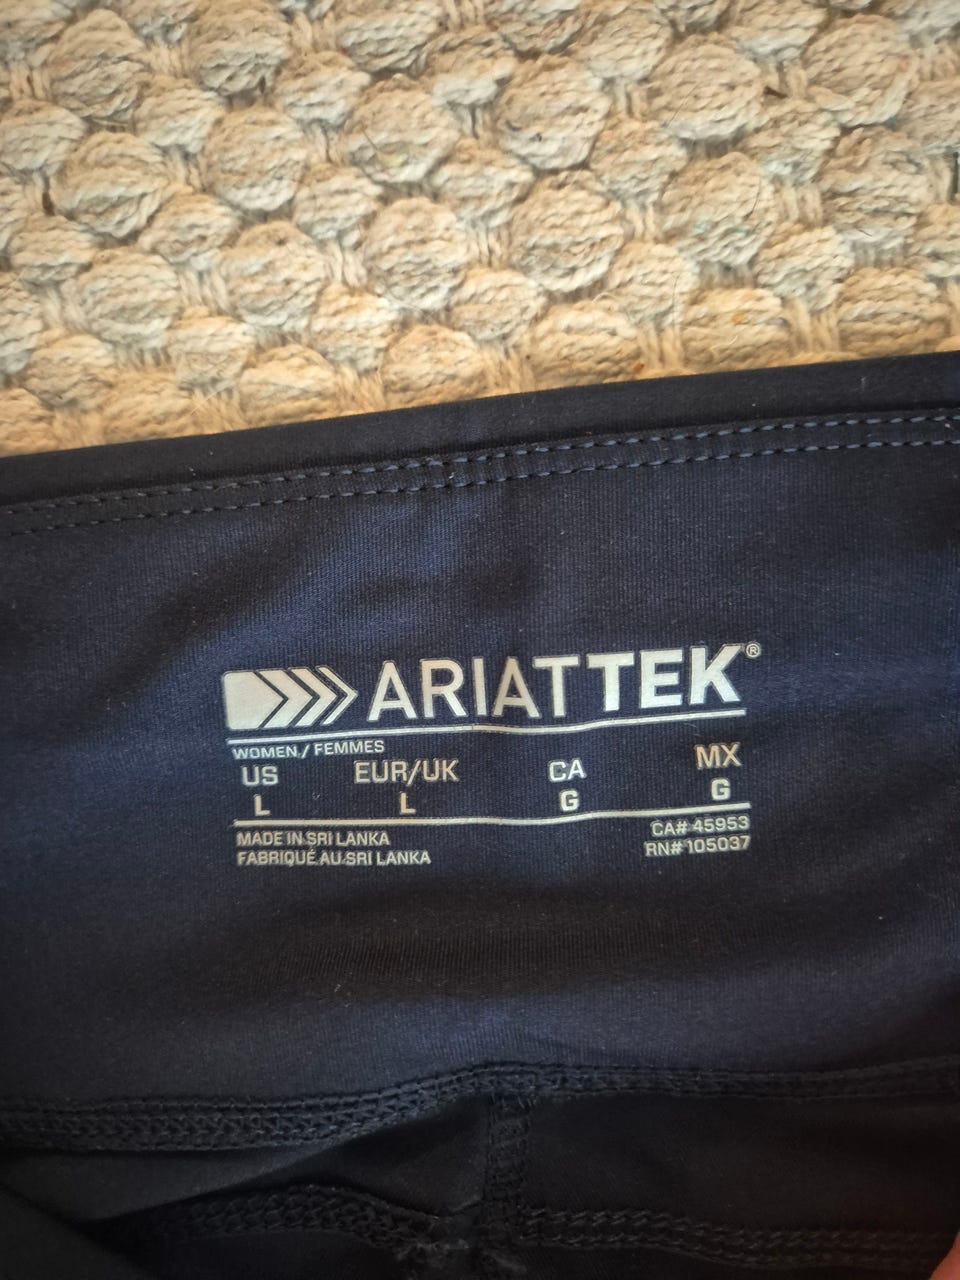 ARIATTEK®
WOMEN / FEMMES
US EUR/UK CA MX
L L G G
MADE IN SRI LANKA
FABRIQUÉ AU SRI LANKA
CA# 45953
RN# 105037